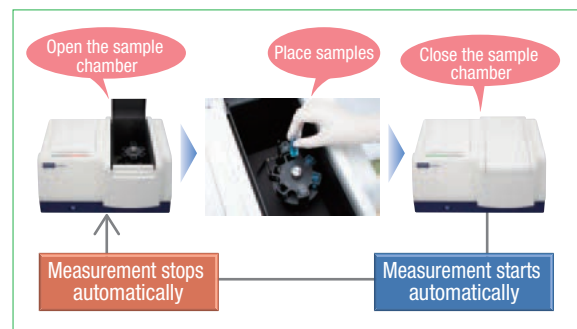 Open the sample
chamber
Place samples
Close the sample
chamber
Measurement stops
automatically
Measurement starts
automatically